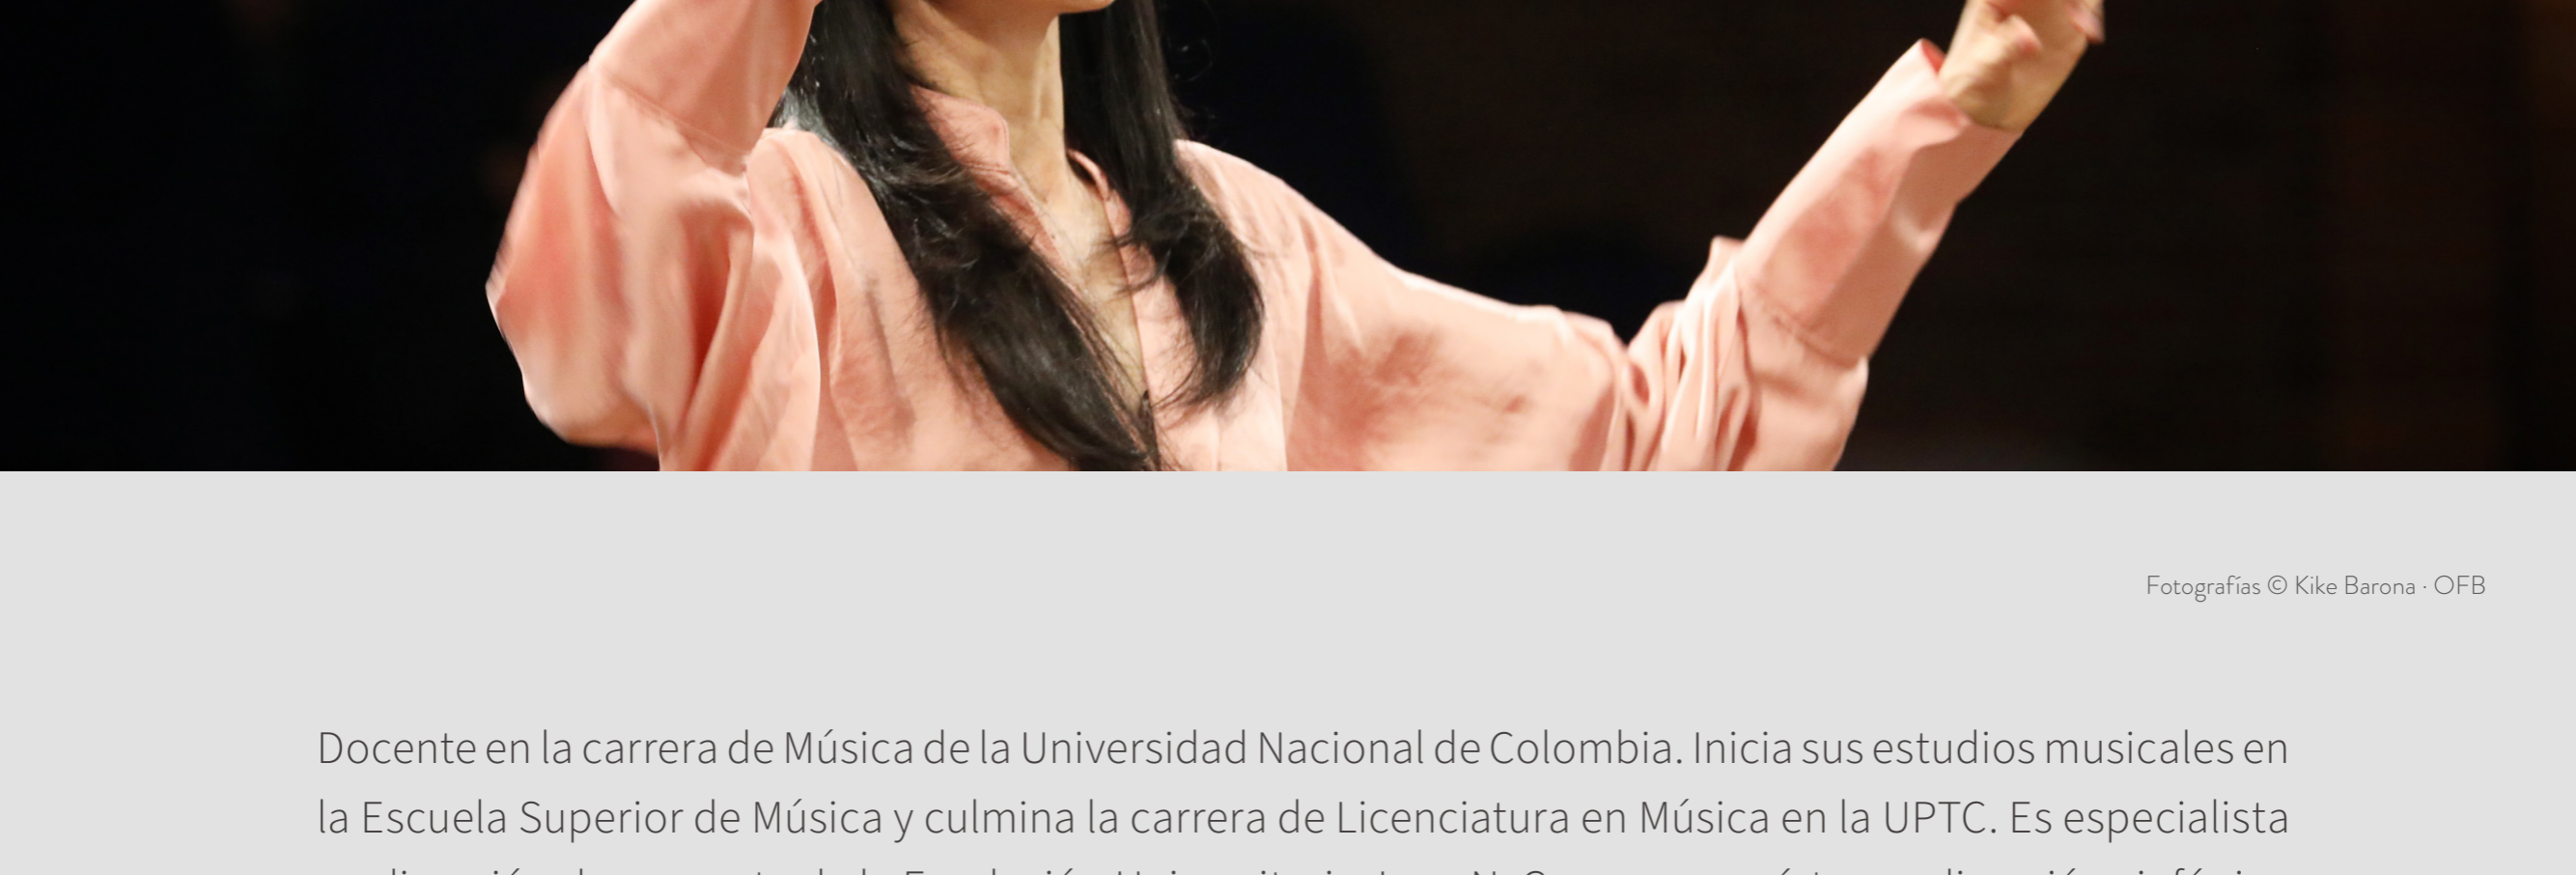 Fotografías © Kike Barona · OFB
Docente en la carrera de Música de la Universidad Nacional de Colombia. Inicia sus estudios musicales en
la Escuela Superior de Música y culmina la carrera de Licenciatura en Música en la UPTC. Es especialista